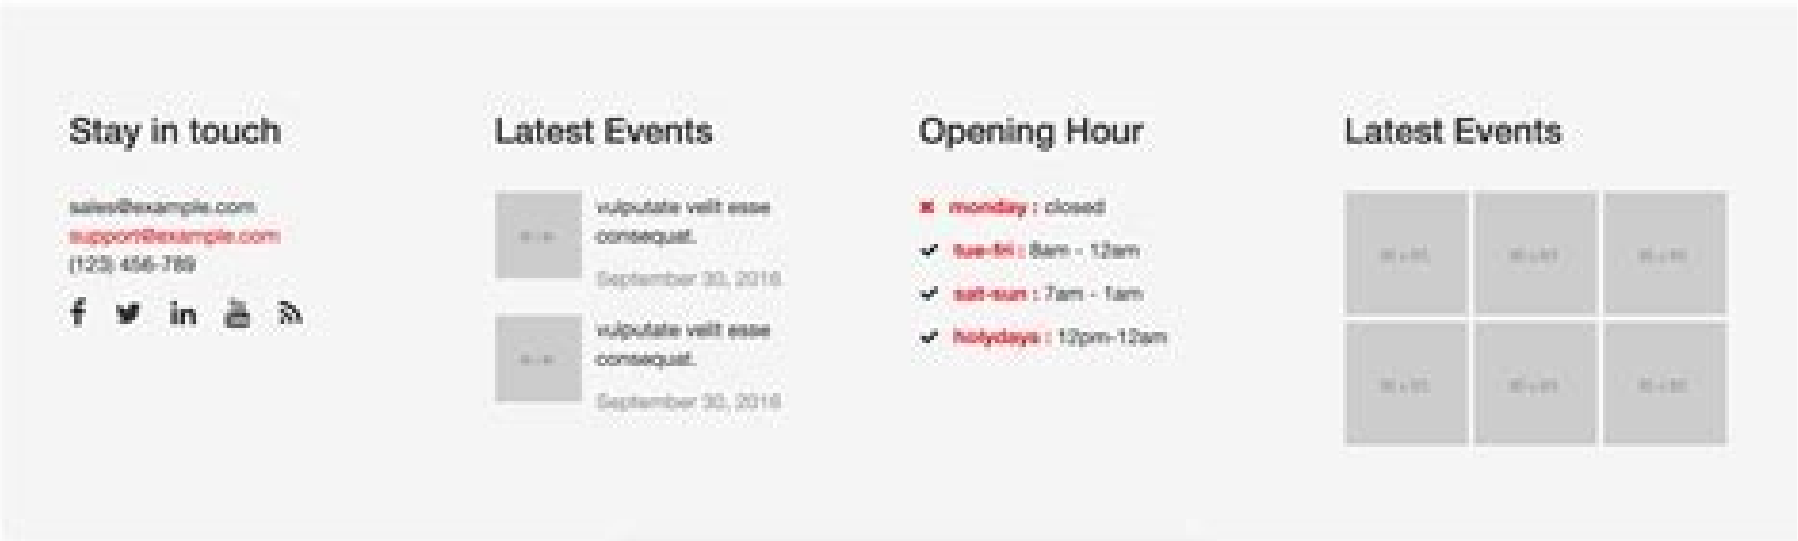 Stay in touch
sales@example.com
support@example.com
(123) 456-789
Latest Events
vulputate velit esse
consequat.
September 30, 2016
vulputate velit esse
consequat.
September 30, 2016
Opening Hour
monday : closed
tue-fri : 8am - 12am
sat-sun : 7am - 1am
holydays : 12pm-12am
Latest Events